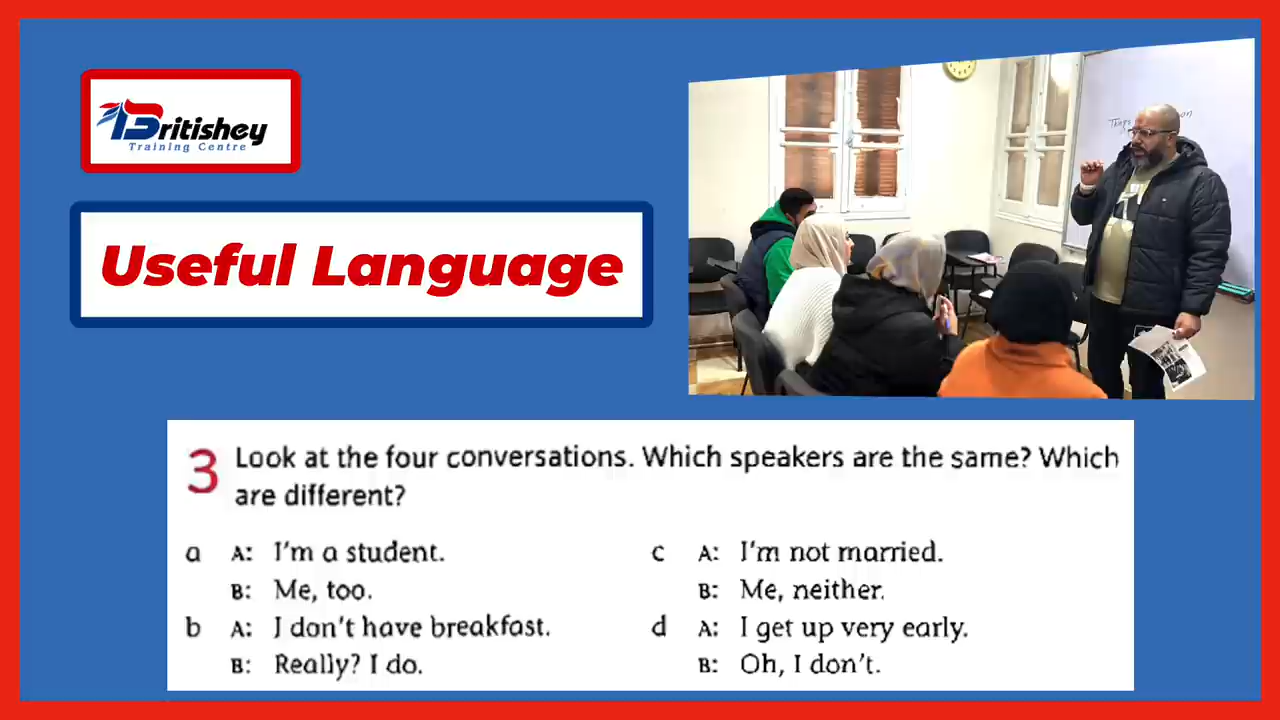 Britishey
Training Centre
Useful Language
3 Look at the four conversations. Which speakers are the same? Which
are different?
a A: I'm a student.
B: Me, too.
b A: I don't have breakfast.
B: Really? I do.
c A: I'm not married.
B: Me, neither.
d A: I get up very early.
B: Oh, I don't.